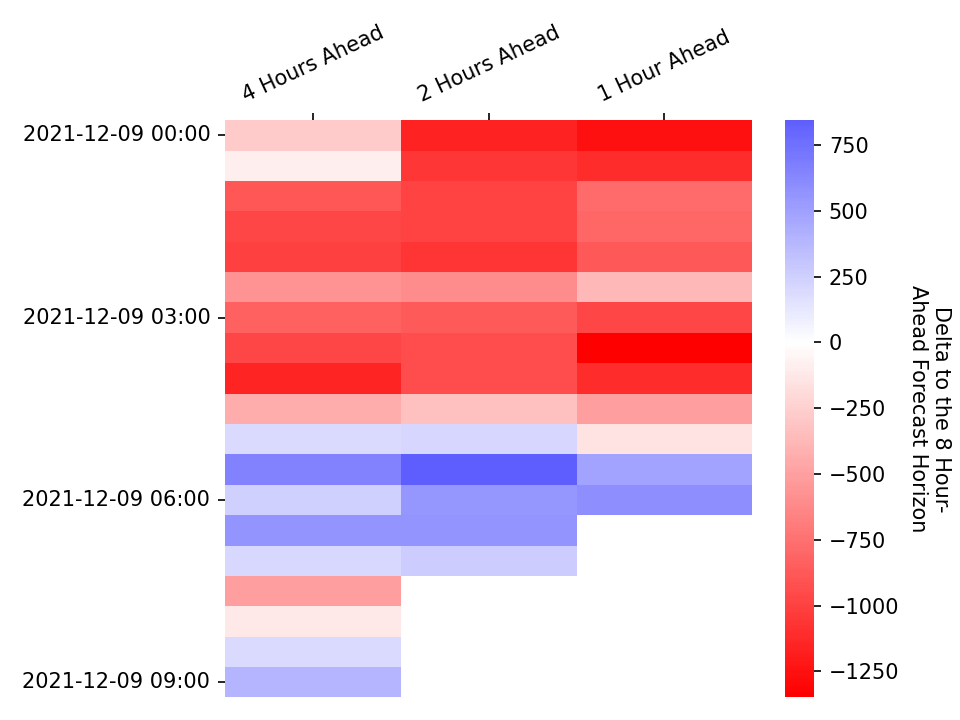 4 Hours Ahead
2 Hours Ahead
1 Hour Ahead
2021-12-09 00:00
2021-12-09 03:00
2021-12-09 06:00
2021-12-09 09:00
750
500
250
0
−250
−500
−750
−1000
−1250
Delta to the 8 Hour-
Ahead Forecast Horizon